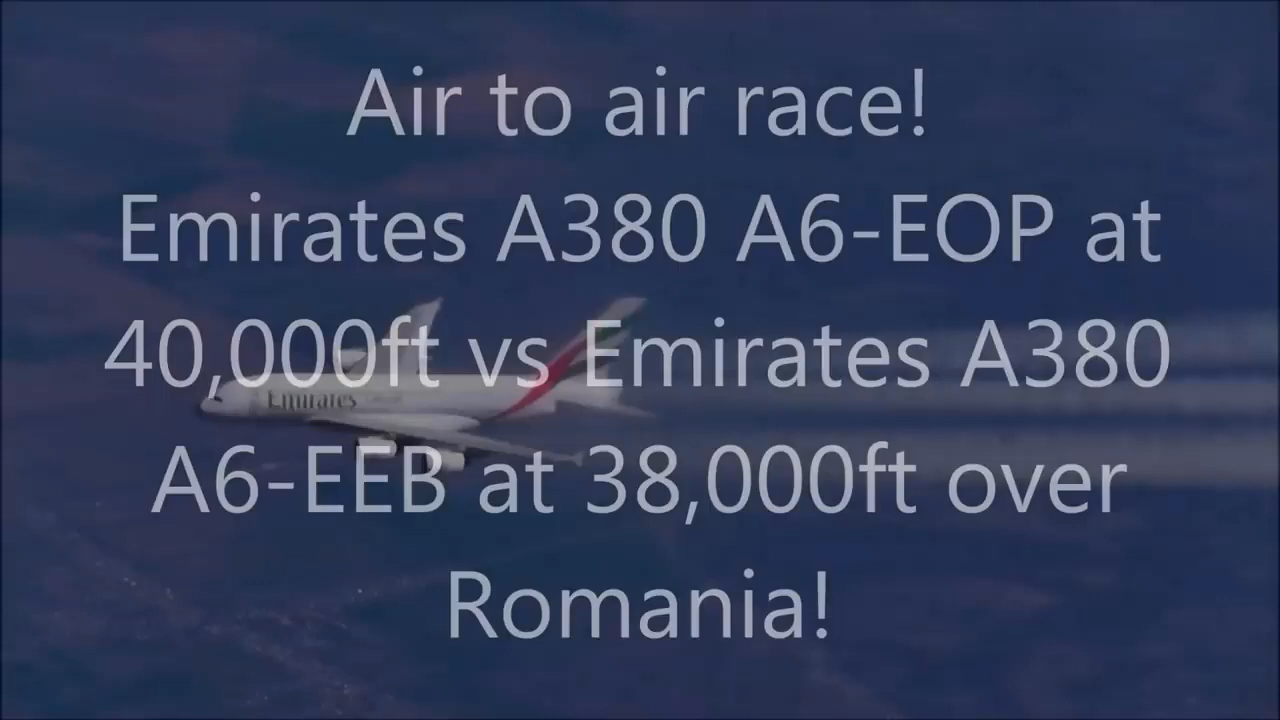 Air to air race!
Emirates A380 A6-EOP at
40,000ft vs Emirates A380
Emirates
A6-EEB at 38,000ft over
Romania!